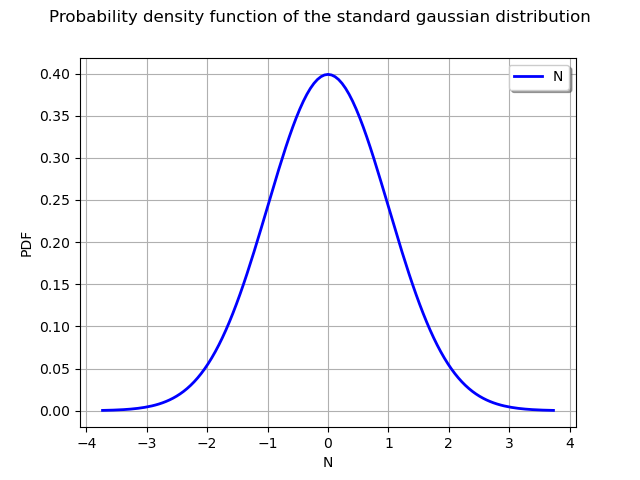 Probability density function of the standard gaussian distribution
N
0.40
0.35
0.30
0.25
0.20
0.15
0.10
0.05
0.00
PDF
−4 −3 −2 −1 0 1 2 3 4
N